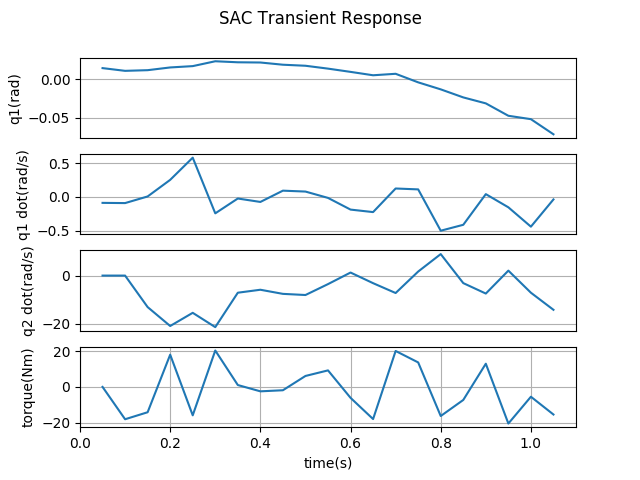 SAC Transient Response
q1(rad)
0.00
−0.05
q1 dot(rad/s)
0.5
0.0
−0.5
q2 dot(rad/s)
0
−20
torque(Nm)
20
0
−20
0.0 0.2 0.4 0.6 0.8 1.0
time(s)